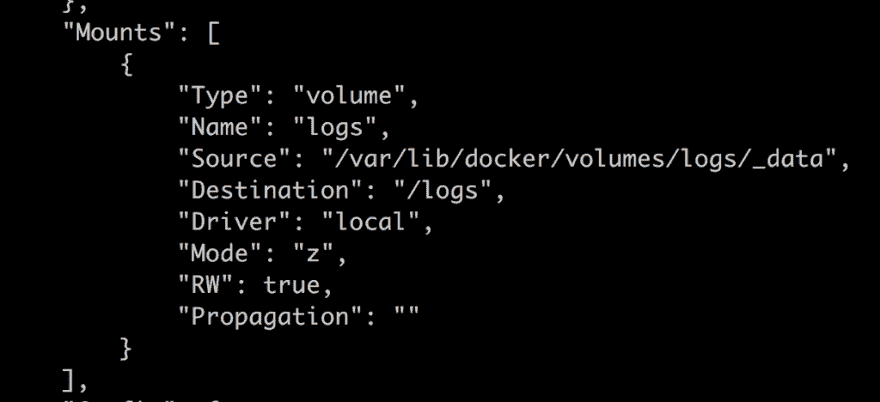 },
"Mounts": [
{
"Type": "volume",
"Name": "logs",
"Source": "/var/lib/docker/volumes/logs/_data",
"Destination": "/logs",
"Driver": "local",
"Mode": "z",
"RW": true,
"Propagation": ""
}
],